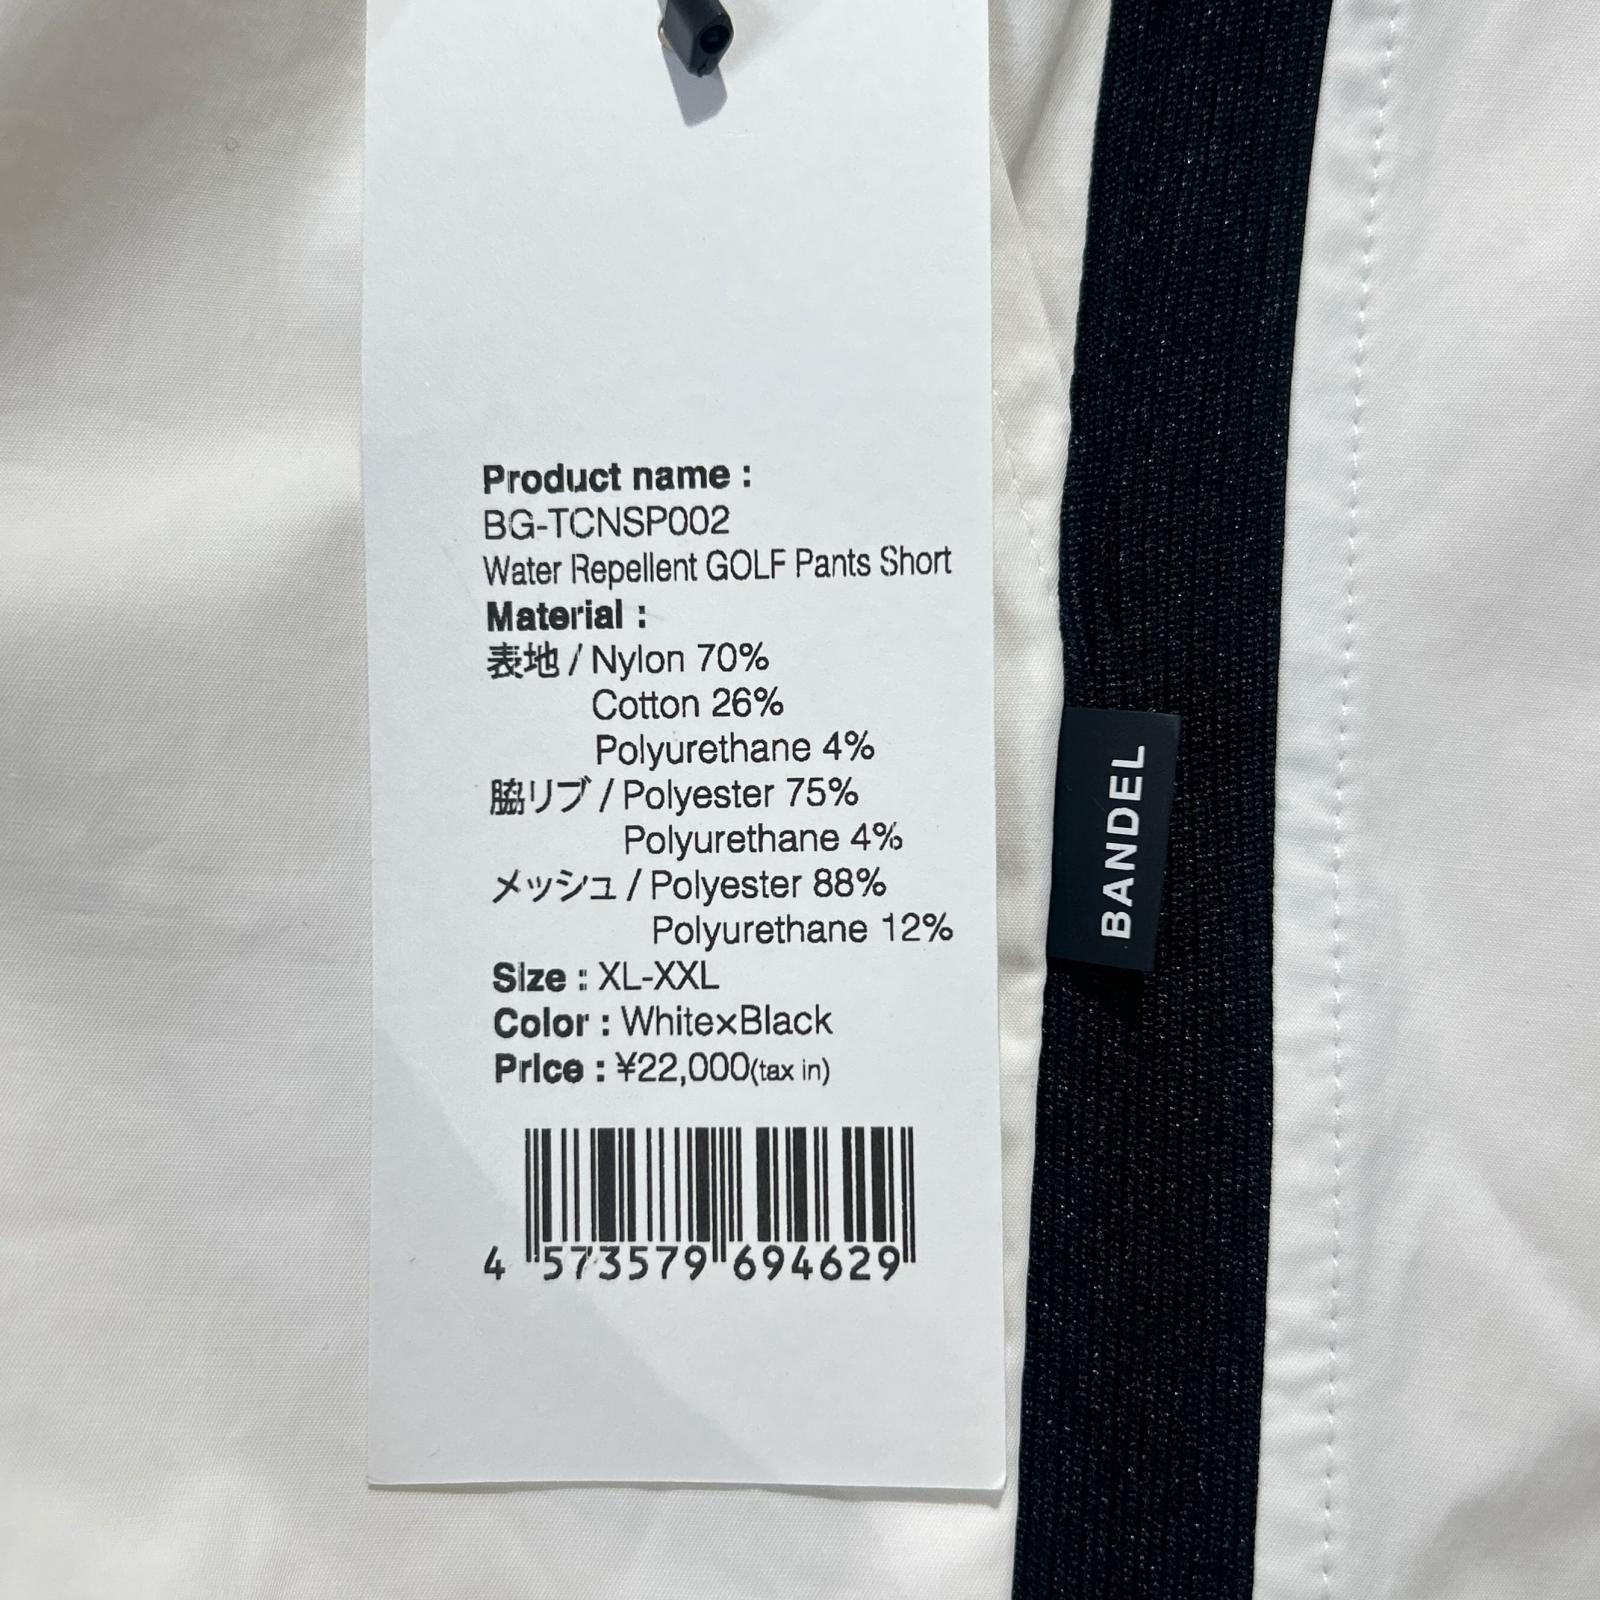 Product name :
BG-TCNSP002
Water Repellent GOLF Pants Short
Material :
表地 / Nylon 70%
Cotton 26%
Polyurethane 4%
脇リブ / Polyester 75%
Polyurethane 4%
メッシュ / Polyester 88%
Polyurethane 12%
Size : XL-XXL
Color : White×Black
Price : ¥22,000(tax in)
4 573579 694629
BANDEL